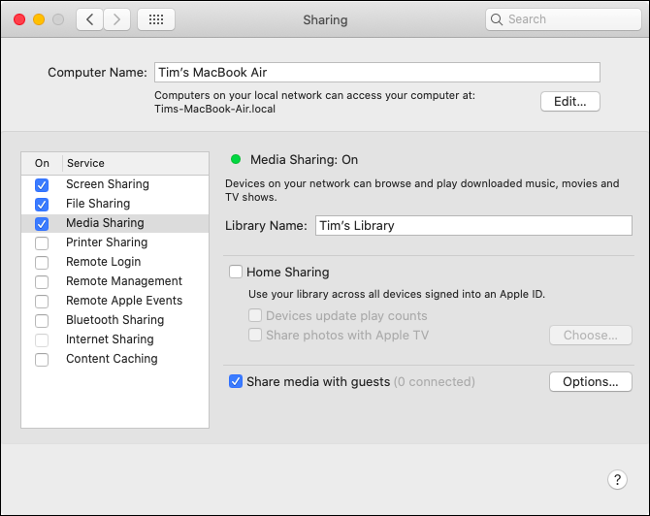 Sharing
Search
Computer Name: Tim's MacBook Air
Computers on your local network can access your computer at:
Tims-MacBook-Air.local
Edit...
On Service
Screen Sharing
File Sharing
Media Sharing
Printer Sharing
Remote Login
Remote Management
Remote Apple Events
Bluetooth Sharing
Internet Sharing
Content Caching
Media Sharing: On
Devices on your network can browse and play downloaded music, movies and
TV shows.
Library Name: Tim's Library
Home Sharing
Use your library across all devices signed into an Apple ID.
Devices update play counts
Share photos with Apple TV
Choose...
Share media with guests (0 connected)
Options...
?